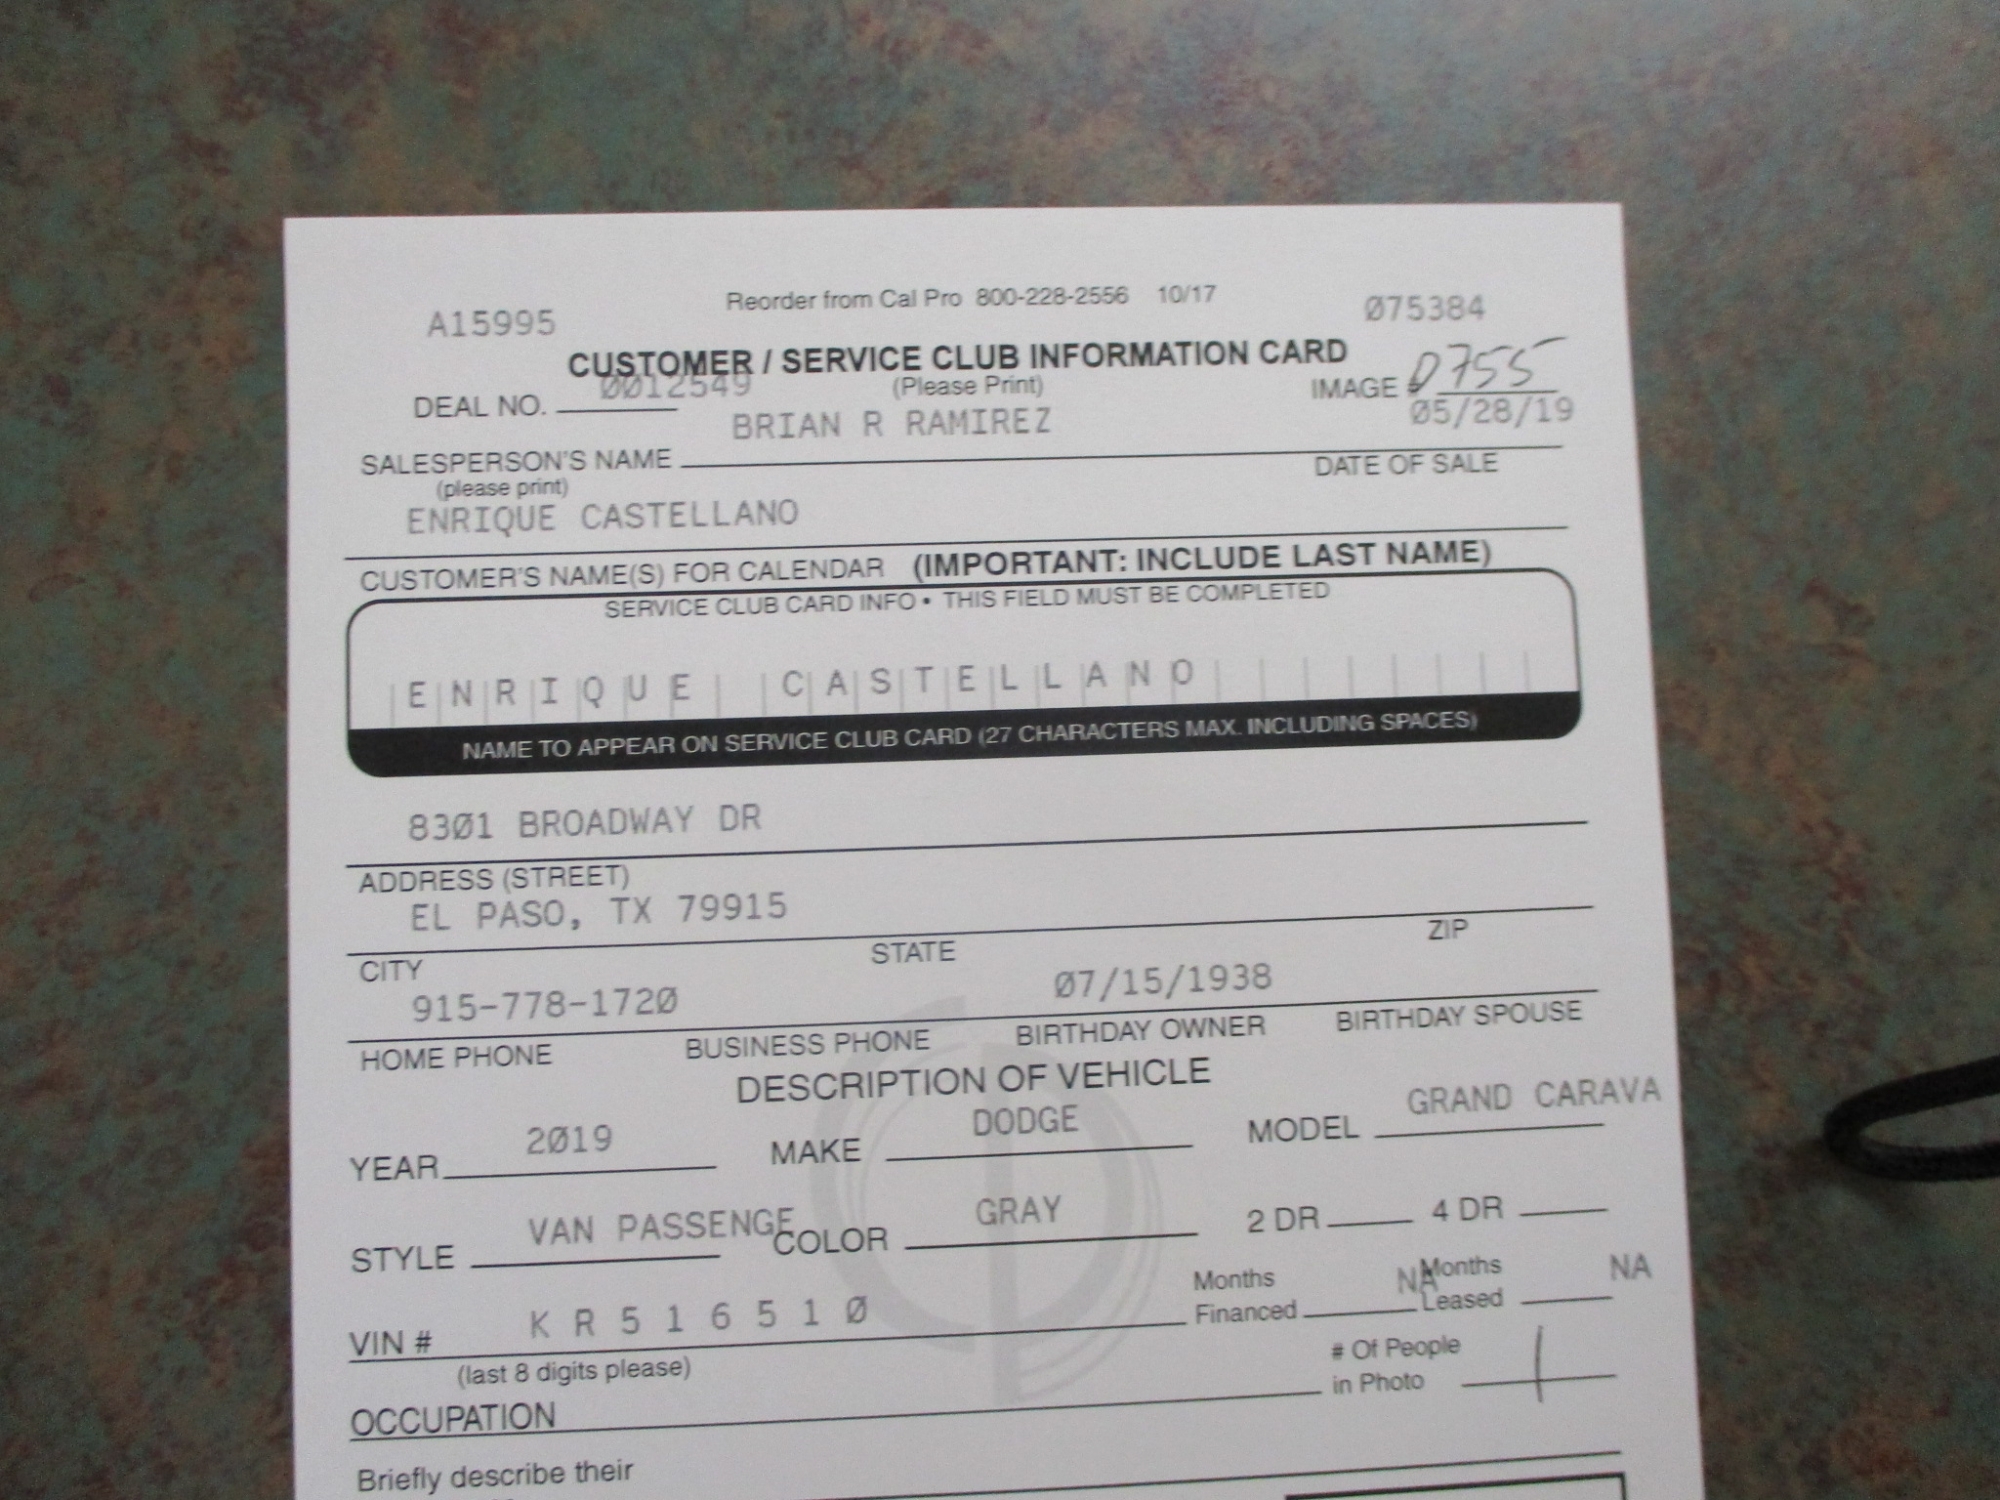 Reorder from Cal Pro 800-228-2556 10/17
A15995 Ø75384
CUSTOMER / SERVICE CLUB INFORMATION CARD
DEAL NO. ØØ12549 (Please Print) IMAGE 0755
BRIAN R RAMIREZ Ø5/28/19
SALESPERSON'S NAME DATE OF SALE
(please print)
ENRIQUE CASTELLANO
CUSTOMER'S NAME(S) FOR CALENDAR (IMPORTANT: INCLUDE LAST NAME)
SERVICE CLUB CARD INFO • THIS FIELD MUST BE COMPLETED
ENRIQUE CASTELLANO
NAME TO APPEAR ON SERVICE CLUB CARD (27 CHARACTERS MAX. INCLUDING SPACES)
83Ø1 BROADWAY DR
ADDRESS (STREET)
EL PASO, TX 79915
CITY STATE ZIP
915-778-172Ø Ø7/15/1938
HOME PHONE BUSINESS PHONE BIRTHDAY OWNER BIRTHDAY SPOUSE
DESCRIPTION OF VEHICLE
YEAR 2Ø19 MAKE DODGE MODEL GRAND CARAVA
STYLE VAN PASSENGE COLOR GRAY 2 DR 4 DR
VIN # KR51651Ø Months Financed NA Months Leased NA
(last 8 digits please)
# Of People in Photo 1
OCCUPATION
Briefly describe their